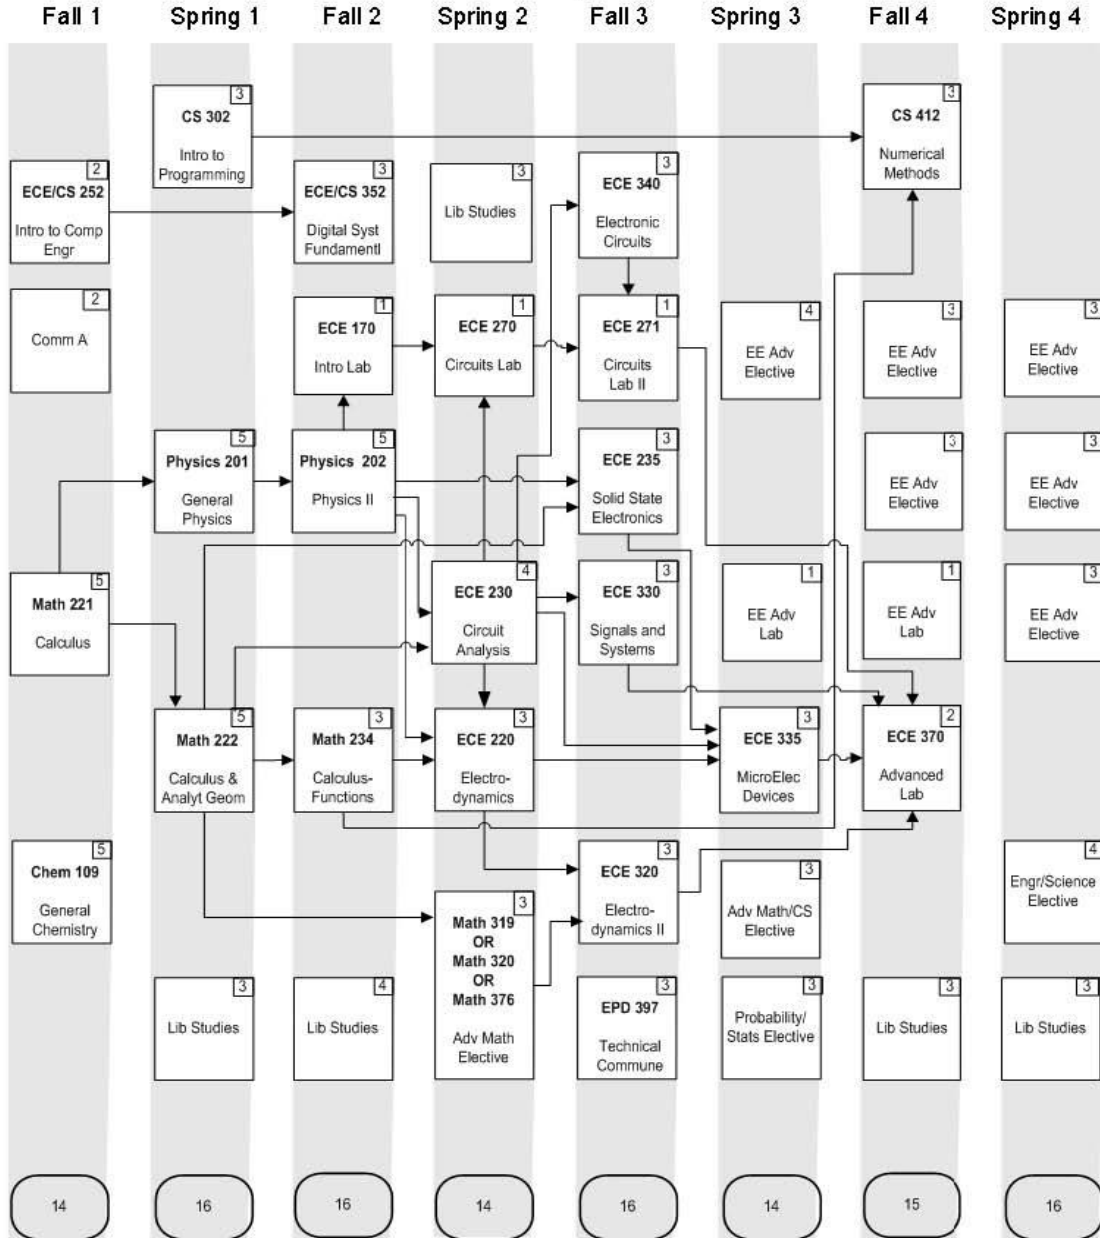 Fall 1 Spring 1 Fall 2 Spring 2 Fall 3 Spring 3 Fall 4 Spring 4
2
ECE/CS 252
Intro to Comp
Engr
2
Comm A
5
Math 221
Calculus
5
Chem 109
General
Chemistry
14
3
CS 302
Intro to
Programming
5
Physics 201
General
Physics
5
Math 222
Calculus &
Analyt Geom
3
Lib Studies
16
3
ECE/CS 352
Digital Syst
Fundamentl
1
ECE 170
Intro Lab
5
Physics 202
Physics II
3
Math 234
Calculus-
Functions
4
Lib Studies
16
3
Lib Studies
1
ECE 270
Circuits Lab
4
ECE 230
Circuit
Analysis
3
ECE 220
Electro-
dynamics
3
Math 319
OR
Math 320
OR
Math 376
Adv Math
Elective
14
3
ECE 340
Electronic
Circuits
1
ECE 271
Circuits
Lab II
3
ECE 235
Solid State
Electronics
3
ECE 330
Signals and
Systems
3
ECE 320
Electro-
dynamics II
3
EPD 397
Technical
Commune
16
4
EE Adv
Elective
1
EE Adv
Lab
3
ECE 335
MicroElec
Devices
3
Adv Math/CS
Elective
3
Probability/
Stats Elective
14
3
CS 412
Numerical
Methods
3
EE Adv
Elective
3
EE Adv
Elective
1
EE Adv
Lab
2
ECE 370
Advanced
Lab
3
Lib Studies
15
3
EE Adv
Elective
3
EE Adv
Elective
3
EE Adv
Elective
4
Engr/Science
Elective
3
Lib Studies
16